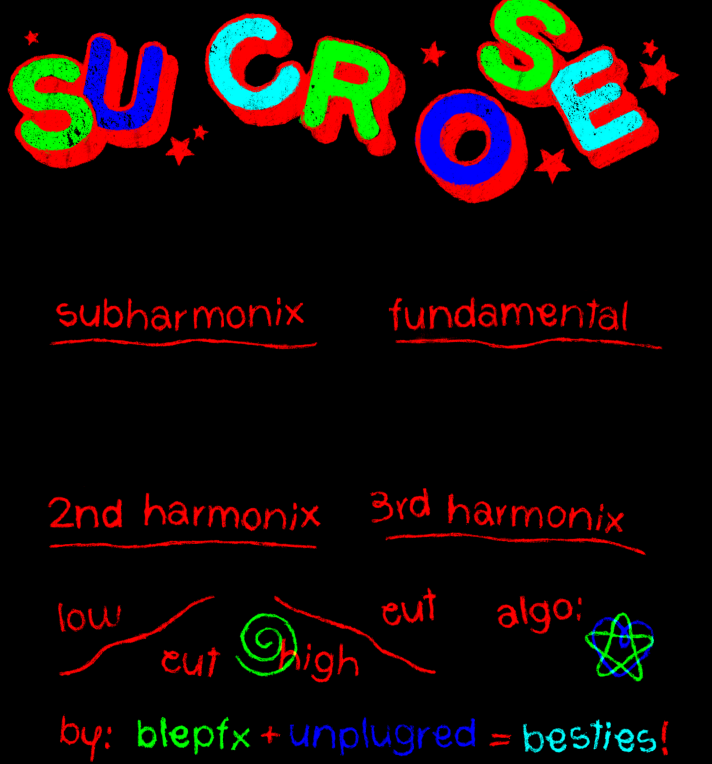 SUCROSE
subharmonix fundamental
2nd harmonix 3rd harmonix
low cut algo:
cut high
by: blepfx + unplugred = besties!